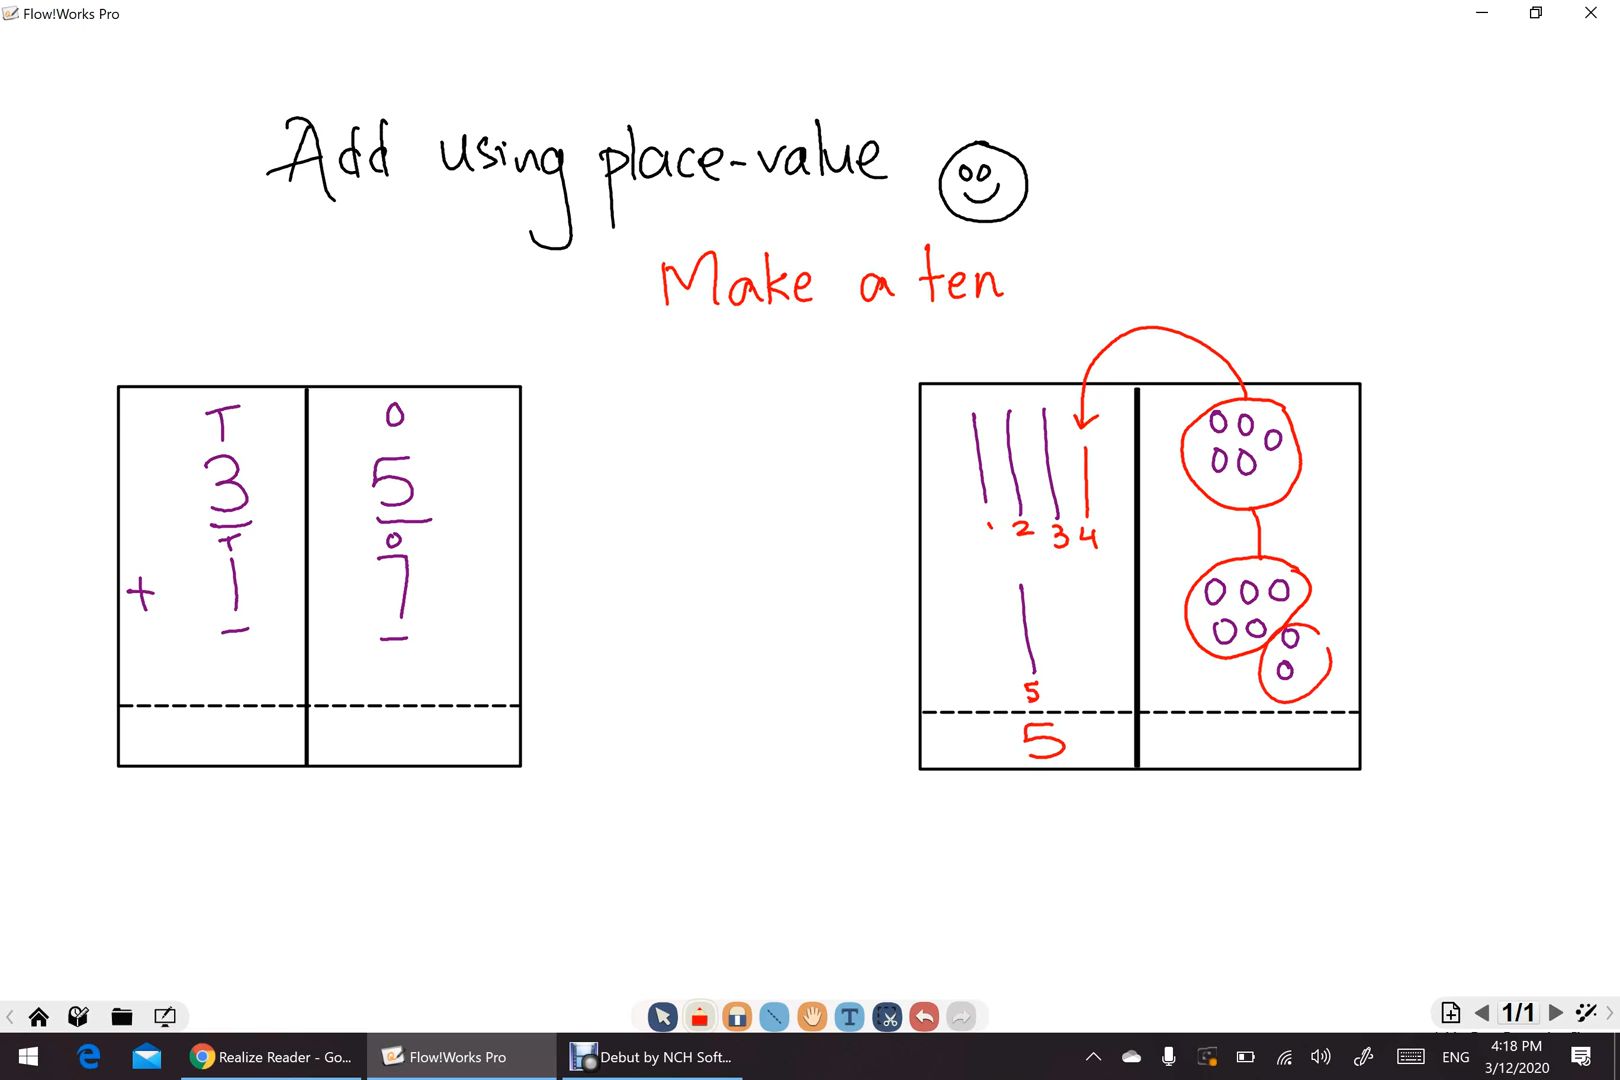 Flow!Works Pro
Add using place-value
Make a ten
T O
3 5
T O
+ 1 7
1 2 3 4
5
5
1/1
Realize Reader - Go...
Flow!Works Pro
Debut by NCH Soft...
ENG
4:18 PM
3/12/2020